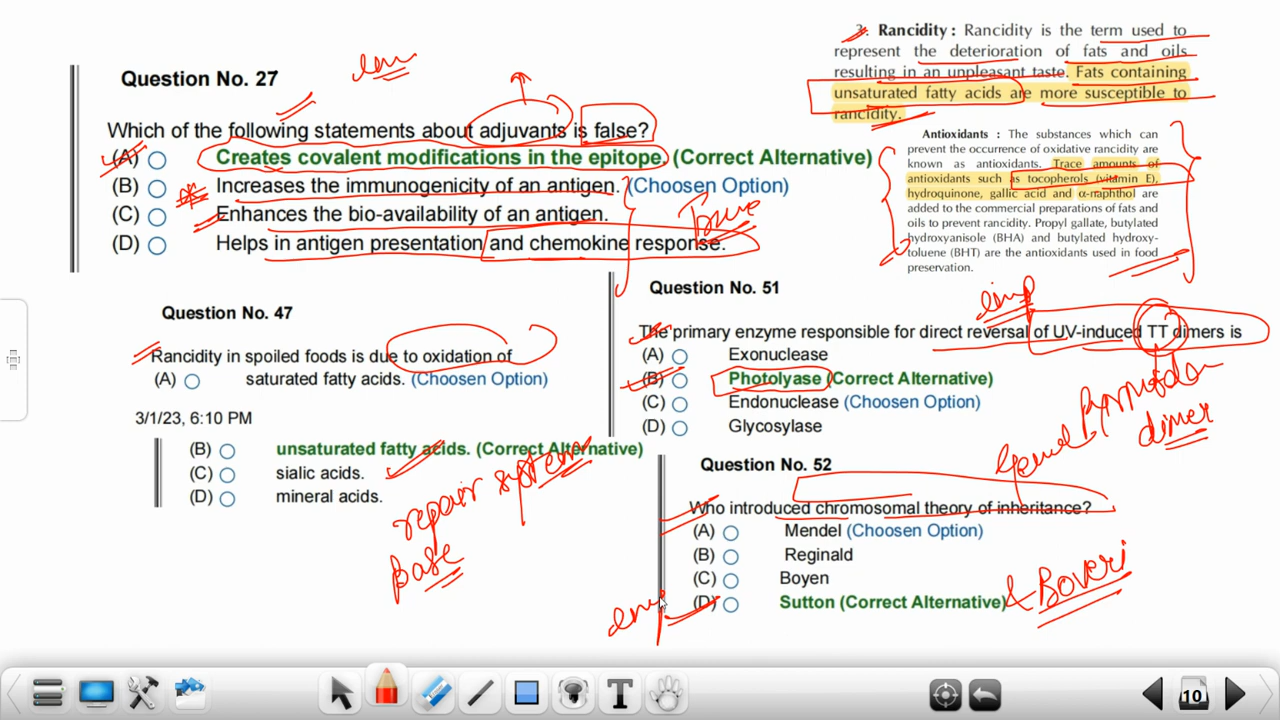 Question No. 27
imp
Which of the following statements about adjuvants is false?
(A) Creates covalent modifications in the epitope. (Correct Alternative)
(B) Increases the immunogenicity of an antigen. (Choosen Option)
(C) Enhances the bio-availability of an antigen.
(D) Helps in antigen presentation and chemokine response.
True
3. Rancidity : Rancidity is the term used to
represent the deterioration of fats and oils
resulting in an unpleasant taste. Fats containing
unsaturated fatty acids are more susceptible to
rancidity.
Antioxidants : The substances which can
prevent the occurrence of oxidative rancidity are
known as antioxidants. Trace amounts of
antioxidants such as tocopherols (vitamin E),
hydroquinone, gallic acid and α-naphthol are
added to the commercial preparations of fats and
oils to prevent rancidity. Propyl gallate, butylated
hydroxyanisole (BHA) and butylated hydroxy-
toluene (BHT) are the antioxidants used in food
preservation.
Question No. 47
Rancidity in spoiled foods is due to oxidation of
(A) saturated fatty acids. (Choosen Option)
3/1/23, 6:10 PM
(B) unsaturated fatty acids. (Correct Alternative)
(C) sialic acids.
(D) mineral acids.
repair system
Base
Question No. 51
imp
The primary enzyme responsible for direct reversal of UV-induced TT dimers is
(A) Exonuclease
(B) Photolyase (Correct Alternative)
(C) Endonuclease (Choosen Option)
(D) Glycosylase
dimer
Question No. 52
Who introduced chromosomal theory of inheritance?
(A) Mendel (Choosen Option)
(B) Reginald
(C) Boyen
(D) Sutton (Correct Alternative) & Boveri
imp
10